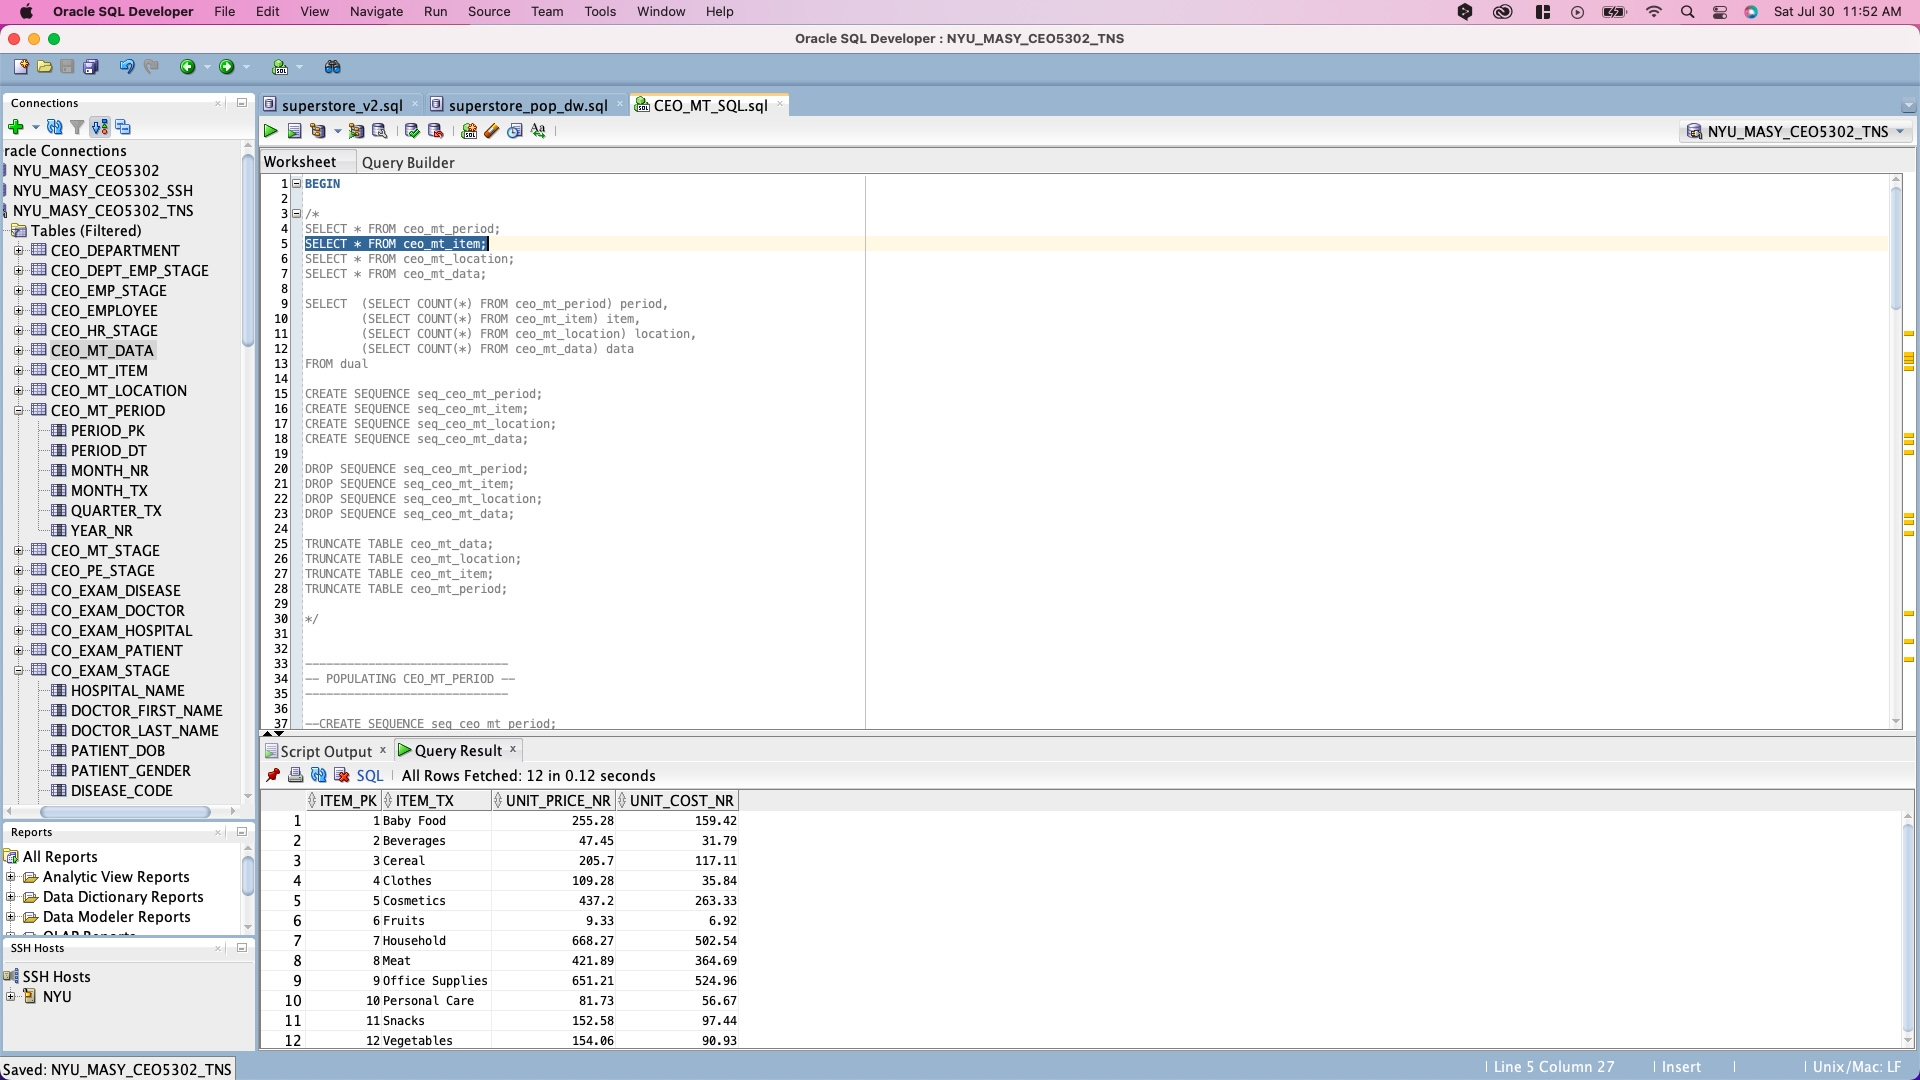 Oracle SQL Developer File Edit View Navigate Run Source Team Tools Window Help Sat Jul 30 11:52 AM
Oracle SQL Developer : NYU_MASY_CEO5302_TNS
Connections
racle Connections
NYU_MASY_CEO5302
NYU_MASY_CEO5302_SSH
NYU_MASY_CEO5302_TNS
Tables (Filtered)
CEO_DEPARTMENT
CEO_DEPT_EMP_STAGE
CEO_EMP_STAGE
CEO_EMPLOYEE
CEO_HR_STAGE
CEO_MT_DATA
CEO_MT_ITEM
CEO_MT_LOCATION
CEO_MT_PERIOD
PERIOD_PK
PERIOD_DT
MONTH_NR
MONTH_TX
QUARTER_TX
YEAR_NR
CEO_MT_STAGE
CEO_PE_STAGE
CO_EXAM_DISEASE
CO_EXAM_DOCTOR
CO_EXAM_HOSPITAL
CO_EXAM_PATIENT
CO_EXAM_STAGE
HOSPITAL_NAME
DOCTOR_FIRST_NAME
DOCTOR_LAST_NAME
PATIENT_DOB
PATIENT_GENDER
DISEASE_CODE
Reports
All Reports
Analytic View Reports
Data Dictionary Reports
Data Modeler Reports
OLAP Reports
SSH Hosts
SSH Hosts
NYU
superstore_v2.sql superstore_pop_dw.sql CEO_MT_SQL.sql
NYU_MASY_CEO5302_TNS
Worksheet Query Builder
1 BEGIN
2
3 /*
4 SELECT * FROM ceo_mt_period;
5 SELECT * FROM ceo_mt_item;
6 SELECT * FROM ceo_mt_location;
7 SELECT * FROM ceo_mt_data;
8
9 SELECT (SELECT COUNT(*) FROM ceo_mt_period) period,
10 (SELECT COUNT(*) FROM ceo_mt_item) item,
11 (SELECT COUNT(*) FROM ceo_mt_location) location,
12 (SELECT COUNT(*) FROM ceo_mt_data) data
13 FROM dual
14
15 CREATE SEQUENCE seq_ceo_mt_period;
16 CREATE SEQUENCE seq_ceo_mt_item;
17 CREATE SEQUENCE seq_ceo_mt_location;
18 CREATE SEQUENCE seq_ceo_mt_data;
19
20 DROP SEQUENCE seq_ceo_mt_period;
21 DROP SEQUENCE seq_ceo_mt_item;
22 DROP SEQUENCE seq_ceo_mt_location;
23 DROP SEQUENCE seq_ceo_mt_data;
24
25 TRUNCATE TABLE ceo_mt_data;
26 TRUNCATE TABLE ceo_mt_location;
27 TRUNCATE TABLE ceo_mt_item;
28 TRUNCATE TABLE ceo_mt_period;
29
30 */
31
32
33 -----------------------------
34 -- POPULATING CEO_MT_PERIOD --
35 -----------------------------
36
37 --CREATE SEQUENCE seq_ceo_mt_period;
Script Output Query Result
SQL All Rows Fetched: 12 in 0.12 seconds
ITEM_PK ITEM_TX UNIT_PRICE_NR UNIT_COST_NR
1 1 Baby Food 255.28 159.42
2 2 Beverages 47.45 31.79
3 3 Cereal 205.7 117.11
4 4 Clothes 109.28 35.84
5 5 Cosmetics 437.2 263.33
6 6 Fruits 9.33 6.92
7 7 Household 668.27 502.54
8 8 Meat 421.89 364.69
9 9 Office Supplies 651.21 524.96
10 10 Personal Care 81.73 56.67
11 11 Snacks 152.58 97.44
12 12 Vegetables 154.06 90.93
Saved: NYU_MASY_CEO5302_TNS Line 5 Column 27 Insert Unix/Mac: LF